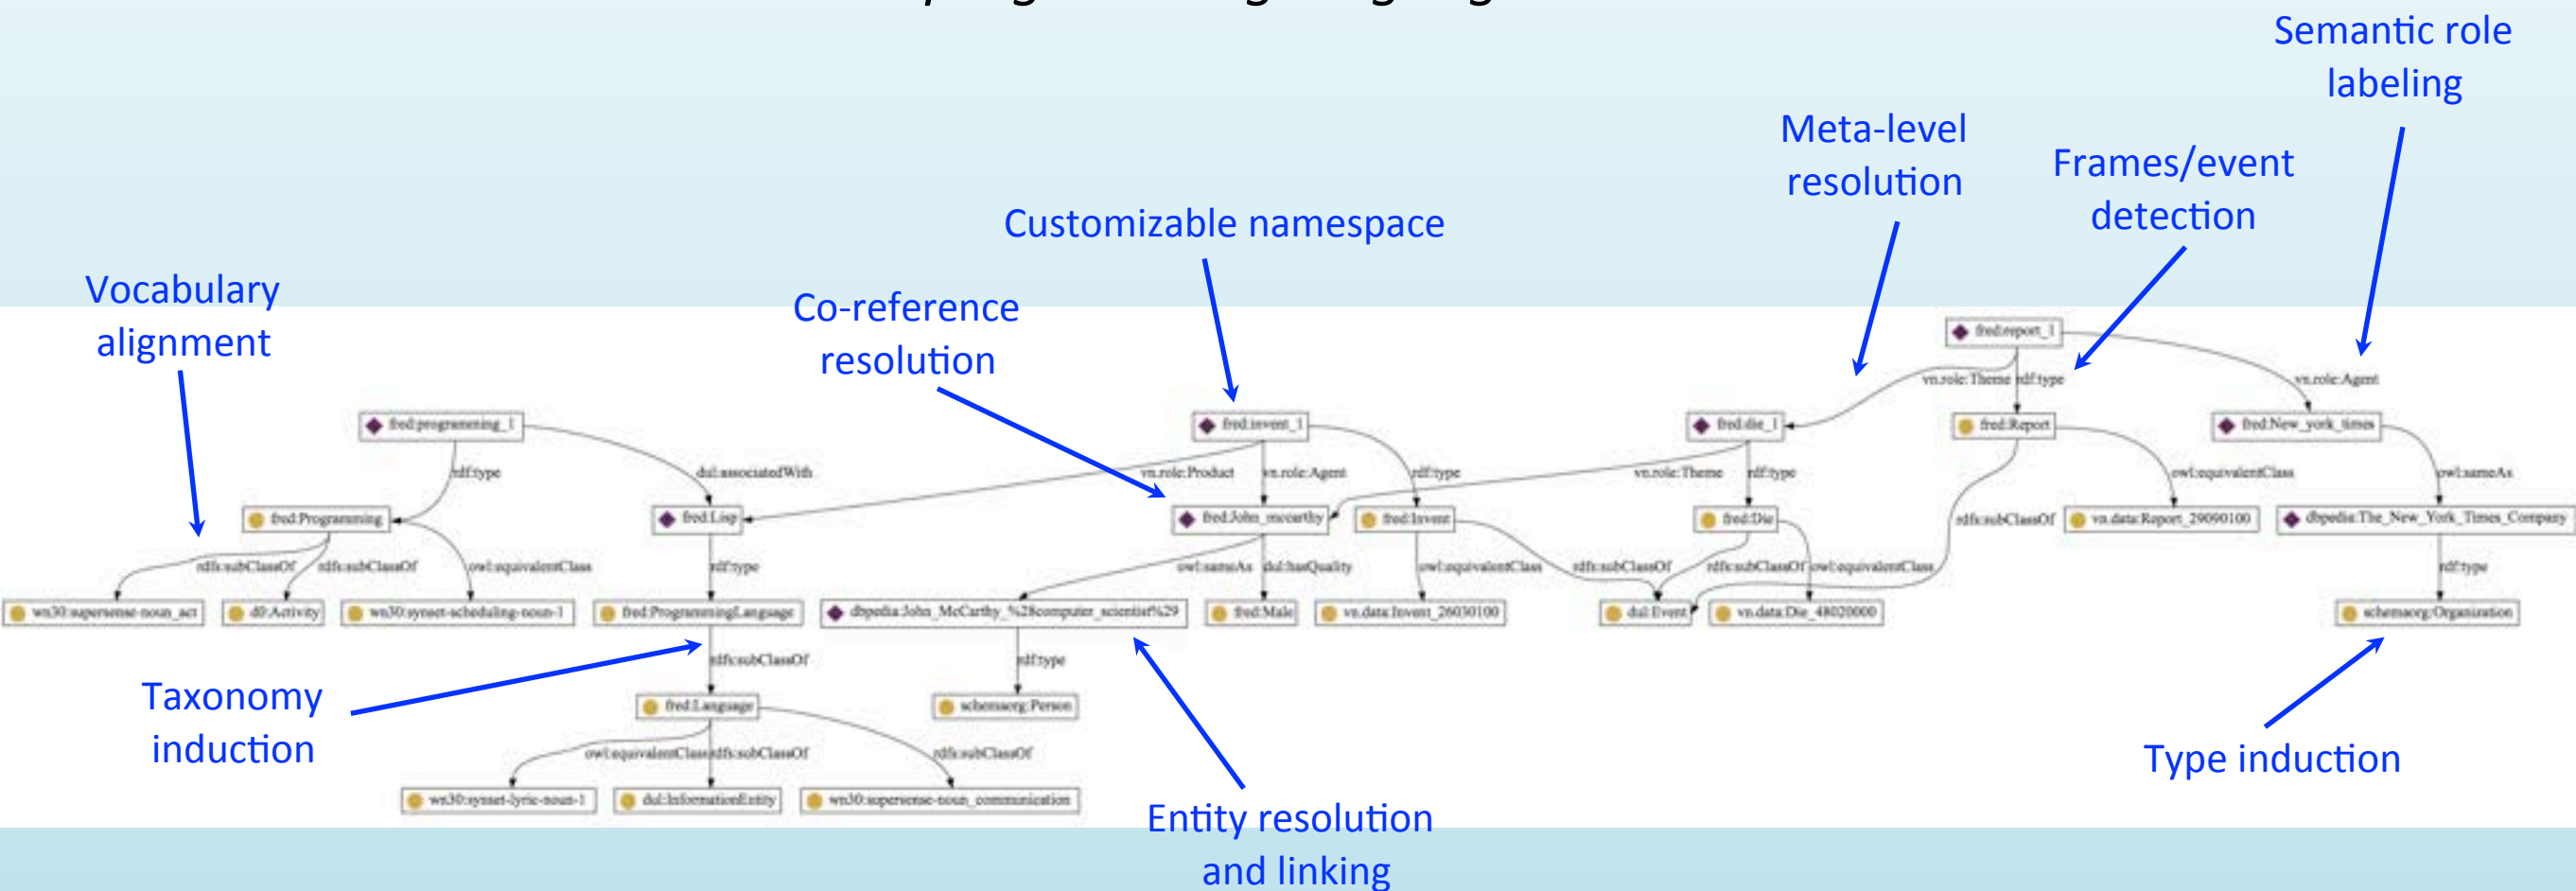 Semantic role
labeling
Meta-level
resolution
Frames/event
detection
Customizable namespace
Vocabulary
alignment
Co-reference
resolution
fred:report_1
vn.role:Theme rdf:type
vn.role:Agent
fred:programming_1
fred:invent_1
fred:die_1
fred:Report
fred:New_york_times
rdf:type
dul:associatedWith
vn.role:Product
vn.role:Agent
rdf:type
vn.role:Theme
rdf:type
owl:equivalentClass
owl:sameAs
fred:Programming
fred:Lisp
fred:John_mccarthy
fred:Invent
fred:Die
rdfs:subClassOf
vn.data:Report_29090100
dbpedia:The_New_York_Times_Company
rdfs:subClassOf
rdfs:subClassOf
owl:equivalentClass
rdf:type
owl:sameAs
dul:hasQuality
owl:equivalentClass
rdfs:subClassOf
rdfs:subClassOf
owl:equivalentClass
rdf:type
wn30:supersense-noun_act
d0:Activity
wn30:synset-scheduling-noun-1
fred:ProgrammingLanguage
dbpedia:John_McCarthy_%28computer_scientist%29
fred:Male
vn.data:Invent_26030100
dul:Event
vn.data:Die_48020000
schemaorg:Organization
rdfs:subClassOf
rdf:type
Taxonomy
induction
fred:Language
schemaorg:Person
owl:equivalentClass
rdfs:subClassOf
rdfs:subClassOf
Type induction
wn30:synset-lyric-noun-1
dul:InformationEntity
wn30:supersense-noun_communication
Entity resolution
and linking